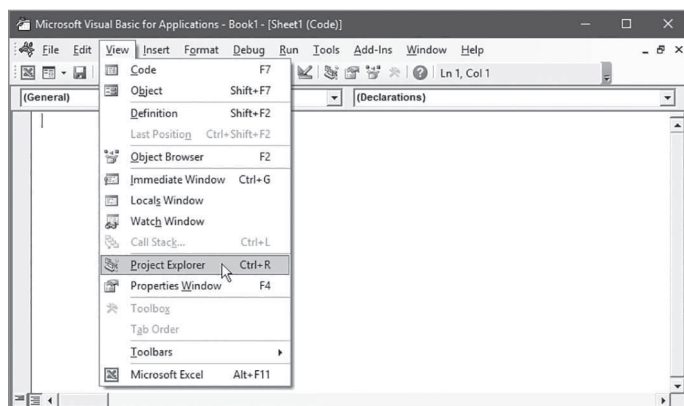 Microsoft Visual Basic for Applications - Book1 - [Sheet1 (Code)]
File Edit View Insert Format Debug Run Tools Add-Ins Window Help
Ln 1, Col 1
(General) (Declarations)
Code F7
Object Shift+F7
Definition Shift+F2
Last Position Ctrl+Shift+F2
Object Browser F2
Immediate Window Ctrl+G
Locals Window
Watch Window
Call Stack... Ctrl+L
Project Explorer Ctrl+R
Properties Window F4
Toolbox
Tab Order
Toolbars
Microsoft Excel Alt+F11